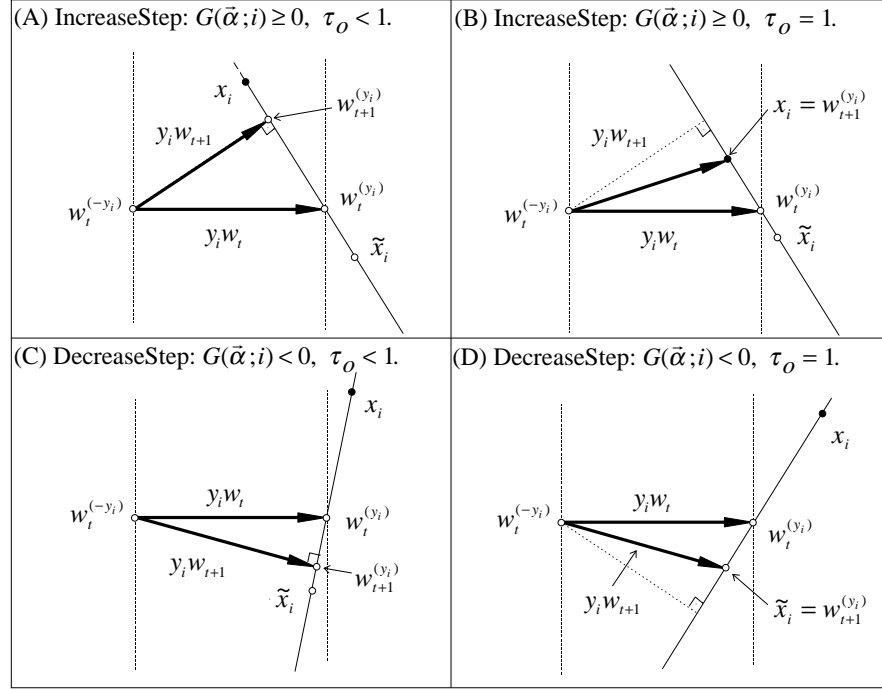 (A) IncreaseStep: G(α⃗;i) ≥ 0, τ_o < 1.
x_i
w_{t+1}^{(y_i)}
y_i w_{t+1}
w_t^{(-y_i)}
w_t^{(y_i)}
y_i w_t
x̃_i
(B) IncreaseStep: G(α⃗;i) ≥ 0, τ_o = 1.
x_i = w_{t+1}^{(y_i)}
y_i w_{t+1}
w_t^{(-y_i)}
w_t^{(y_i)}
y_i w_t
x̃_i
(C) DecreaseStep: G(α⃗;i) < 0, τ_o < 1.
x_i
y_i w_t
w_t^{(-y_i)}
w_t^{(y_i)}
y_i w_{t+1}
w_{t+1}^{(y_i)}
x̃_i
(D) DecreaseStep: G(α⃗;i) < 0, τ_o = 1.
x_i
y_i w_t
w_t^{(-y_i)}
w_t^{(y_i)}
y_i w_{t+1}
x̃_i = w_{t+1}^{(y_i)}